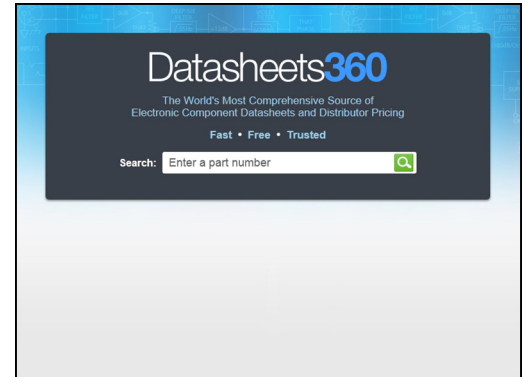 Datasheets360
The World's Most Comprehensive Source of
Electronic Component Datasheets and Distributor Pricing
Fast • Free • Trusted
Search: Enter a part number